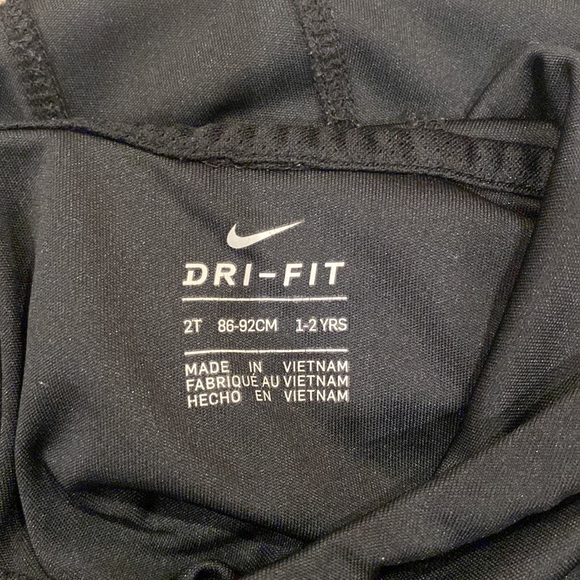 DRI-FIT
2T 86-92CM 1-2 YRS
MADE IN VIETNAM
FABRIQUÉ AU VIETNAM
HECHO EN VIETNAM